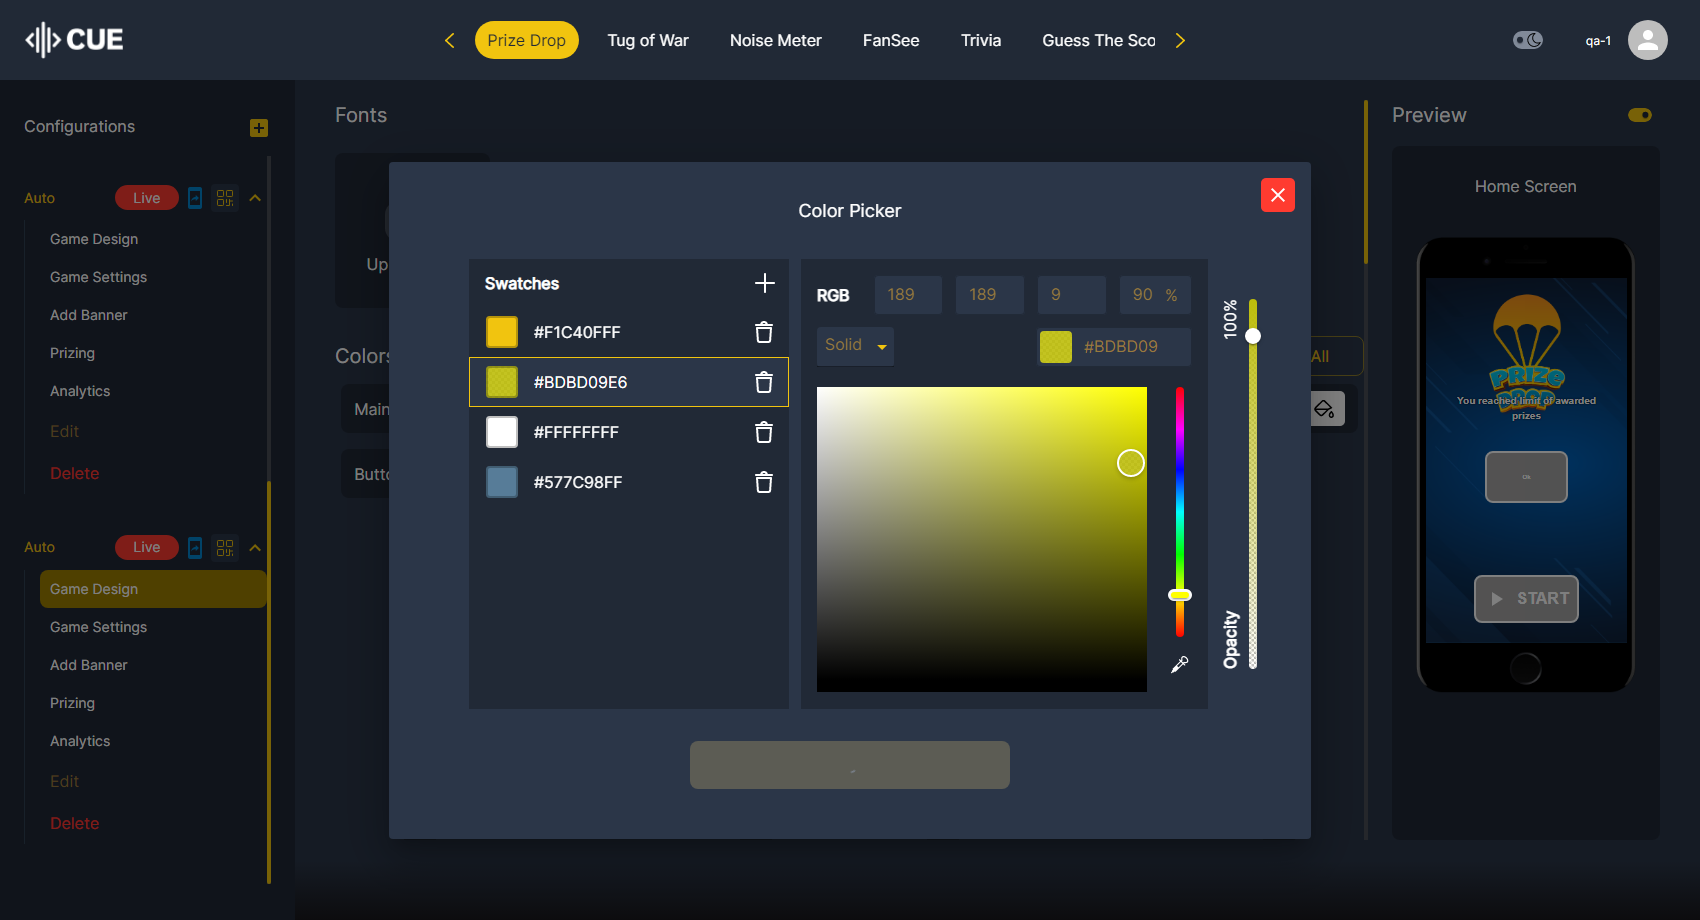 CUE
Prize Drop
Tug of War
Noise Meter
FanSee
Trivia
Guess The Sco
qa-1
Configurations
Auto
Live
Game Design
Game Settings
Add Banner
Prizing
Analytics
Edit
Delete
Auto
Live
Game Design
Game Settings
Add Banner
Prizing
Analytics
Edit
Delete
Fonts
Up
Colors
Main
Butto
All
Color Picker
Swatches
#F1C40FFF
#BDBD09E6
#FFFFFFFF
#577C98FF
RGB
189
189
9
90 %
Solid
#BDBD09
100%
Opacity
Preview
Home Screen
PRIZE
DROP
You reached limit of awarded
prizes
Ok
START